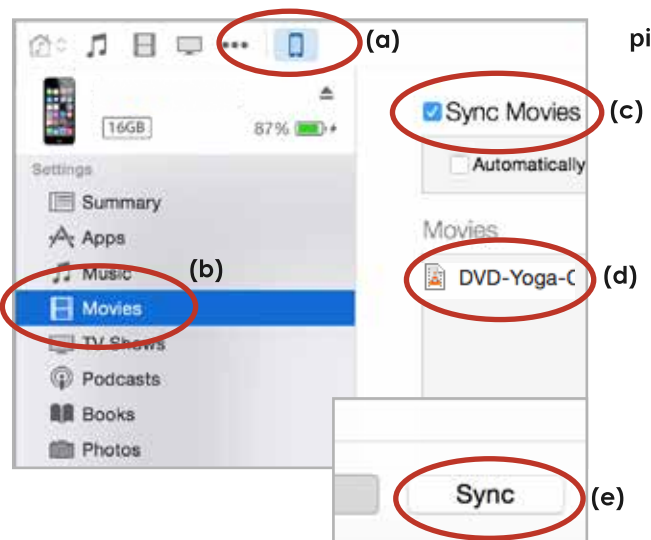 (a)
pi
16GB
87%
Settings
Summary
Apps
Music
(b)
Movies
TV Shows
Podcasts
Books
Photos
Sync Movies
(c)
Automatically
Movies
DVD-Yoga-
(d)
Sync
(e)